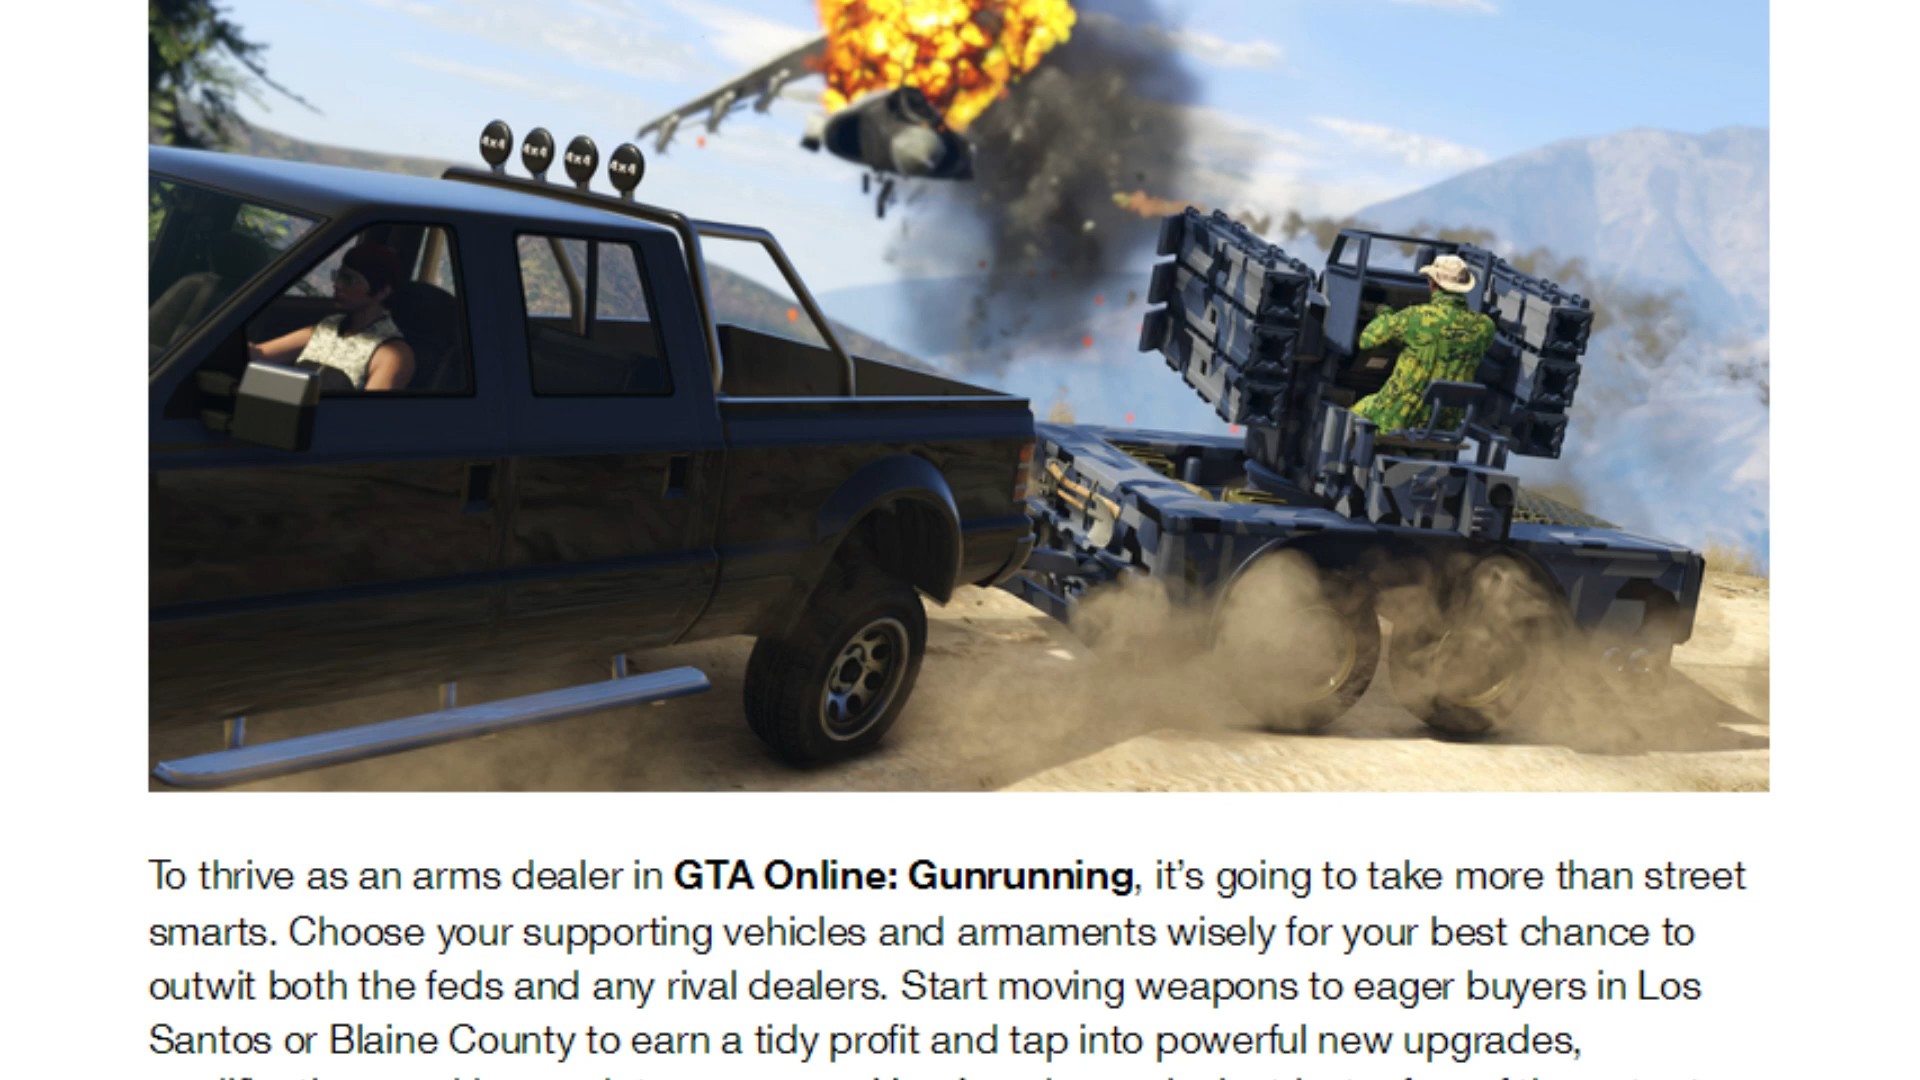 4x4 4x4 4x4 4x4
To thrive as an arms dealer in GTA Online: Gunrunning, it’s going to take more than street
smarts. Choose your supporting vehicles and armaments wisely for your best chance to
outwit both the feds and any rival dealers. Start moving weapons to eager buyers in Los
Santos or Blaine County to earn a tidy profit and tap into powerful new upgrades,